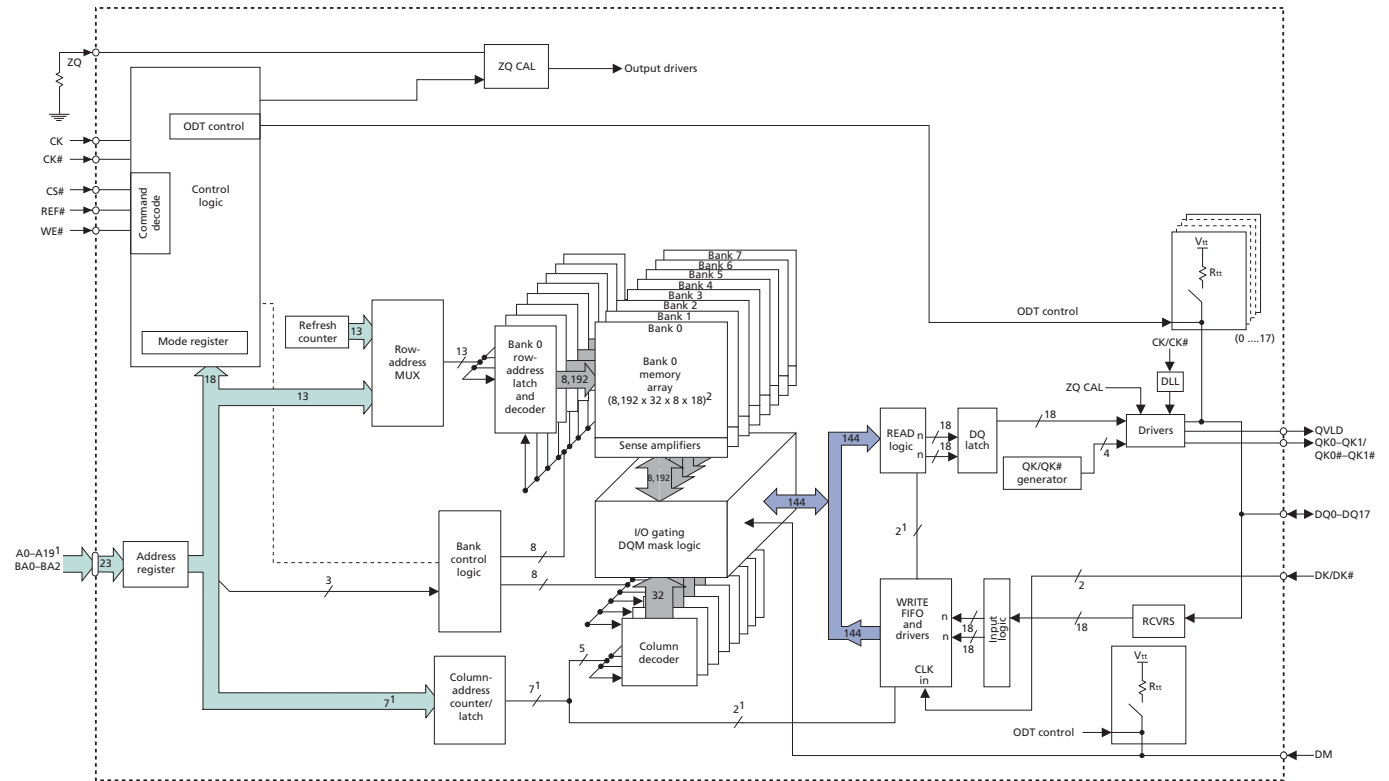 ZQ
ZQ CAL
Output drivers
ODT control
CK
CK#
CS#
REF#
WE#
Command
decode
Control
logic
Mode register
18
Refresh
counter
13
Row-
address
MUX
13
13
Bank 0
row-
address
latch
and
decoder
8,192
Bank 7
Bank 6
Bank 5
Bank 4
Bank 3
Bank 2
Bank 1
Bank 0
Bank 0
memory
array
(8,192 x 32 x 8 x 18)2
Sense amplifiers
8,192
I/O gating
DQM mask logic
32
Column
decoder
A0–A191
BA0–BA2
23
Address
register
3
Bank
control
logic
8
8
71
Column-
address
counter/
latch
71
5
21
144
144
144
READ
logic
n
n
18
18
DQ
latch
18
QK/QK#
generator
4
ZQ CAL
CK/CK#
DLL
Drivers
ODT control
Vtt
Rtt
(0 ....17)
QVLD
QK0–QK1/
QK0#–QK1#
DQ0–DQ17
DK/DK#
2
21
WRITE
FIFO
and
drivers
n
n
CLK
in
18
18
Input
logic
18
RCVRS
Vtt
Rtt
ODT control
DM